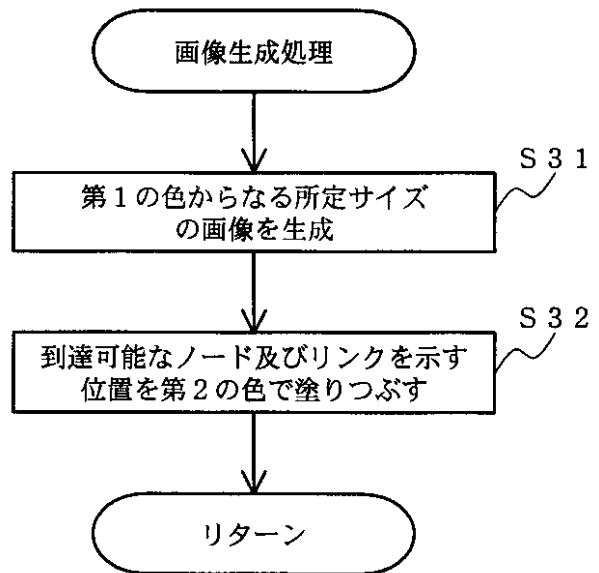 画像生成処理
S31
第1の色からなる所定サイズ
の画像を生成
S32
到達可能なノード及びリンクを示す
位置を第2の色で塗りつぶす
リターン